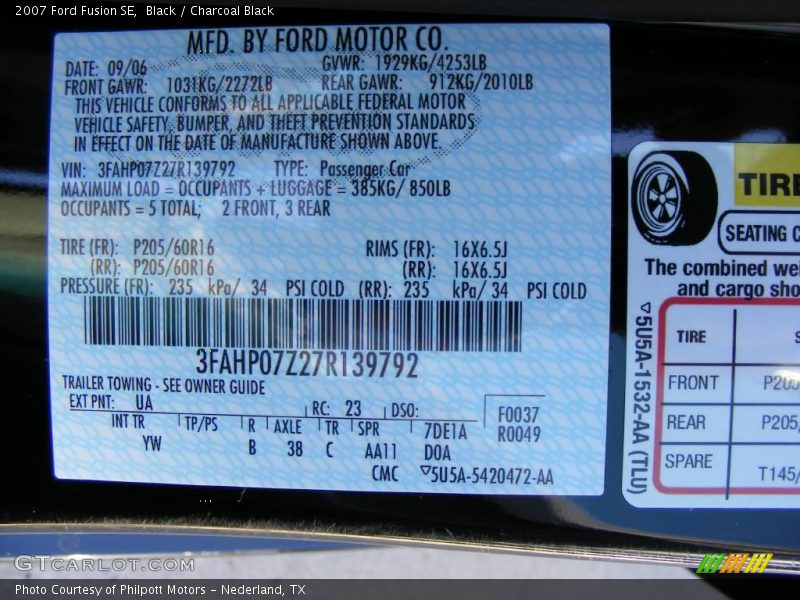 2007 Ford Fusion SE, Black / Charcoal Black
MFD. BY FORD MOTOR CO.
DATE: 09/06 GVWR: 1929KG/4253LB
FRONT GAWR: 1031KG/2272LB REAR GAWR: 912KG/2010LB
THIS VEHICLE CONFORMS TO ALL APPLICABLE FEDERAL MOTOR
VEHICLE SAFETY, BUMPER, AND THEFT PREVENTION STANDARDS
IN EFFECT ON THE DATE OF MANUFACTURE SHOWN ABOVE.
VIN: 3FAHP07Z27R139792 TYPE: Passenger Car
MAXIMUM LOAD = OCCUPANTS + LUGGAGE = 385KG/ 850LB
OCCUPANTS = 5 TOTAL; 2 FRONT, 3 REAR
TIRE (FR): P205/60R16 RIMS (FR): 16X6.5J
(RR): P205/60R16 (RR): 16X6.5J
PRESSURE (FR): 235 kPa/ 34 PSI COLD (RR): 235 kPa/ 34 PSI COLD
3FAHP07Z27R139792
TRAILER TOWING - SEE OWNER GUIDE
EXT PNT: UA RC: 23 DSO: F0037
INT TR TP/PS R AXLE TR SPR 7DE1A R0049
YW B 38 C AA11 D0A
CMC ▽5U5A-5420472-AA
TIRE
SEATING C
The combined wei
and cargo sho
TIRE S
FRONT P205
REAR P205/
SPARE T145/
▽5U5A-1532-AA (TLU)
GTCARLOT.COM
Photo Courtesy of Philpott Motors - Nederland, TX